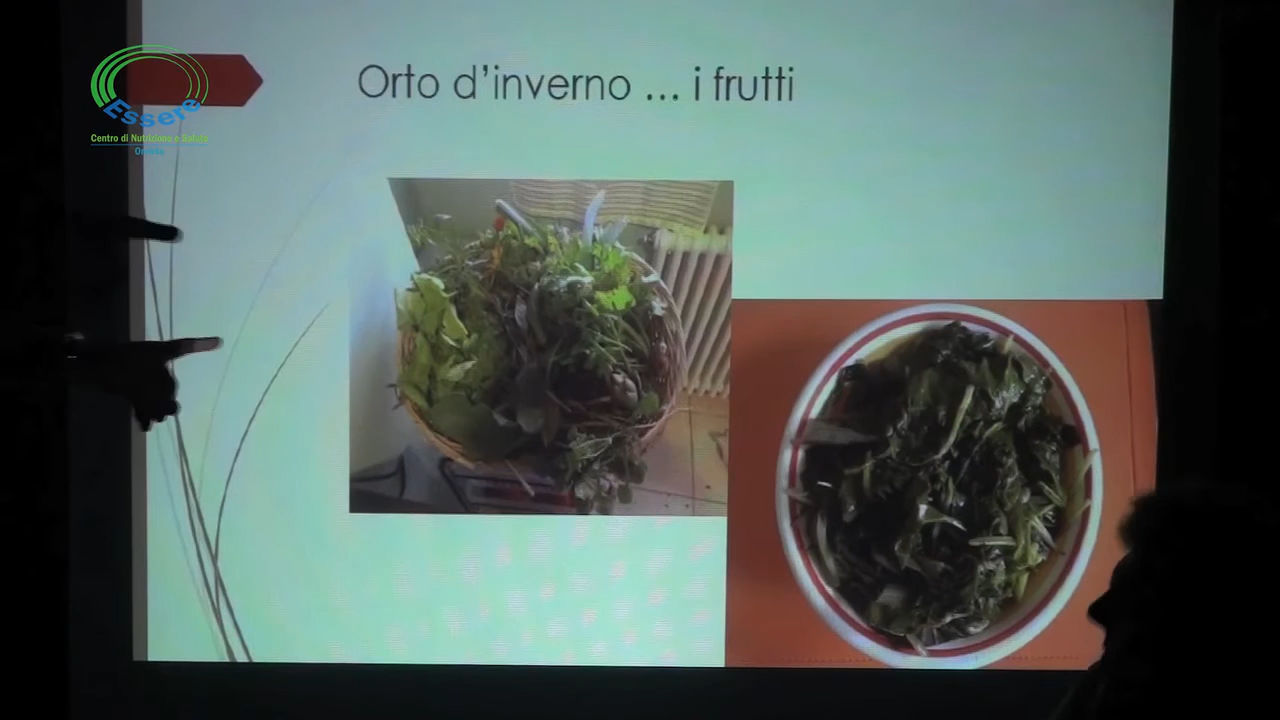 Orto d'inverno ... i frutti
Essere
Centro di Nutrizione e Salute